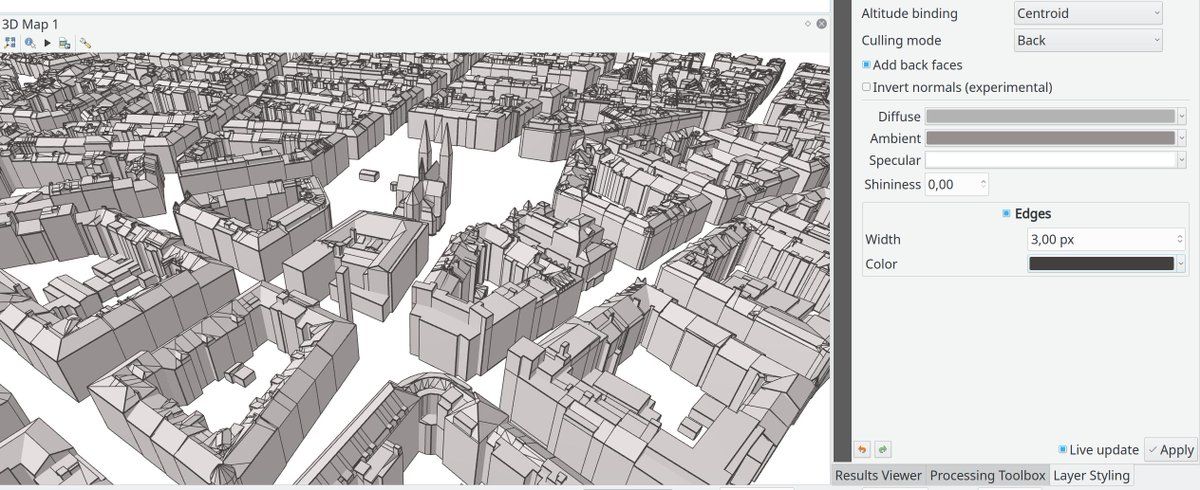 3D Map 1
Altitude binding Centroid
Culling mode Back
Add back faces
Invert normals (experimental)
Diffuse
Ambient
Specular
Shininess 0,00
Edges
Width 3,00 px
Color
Live update Apply
Results Viewer Processing Toolbox Layer Styling